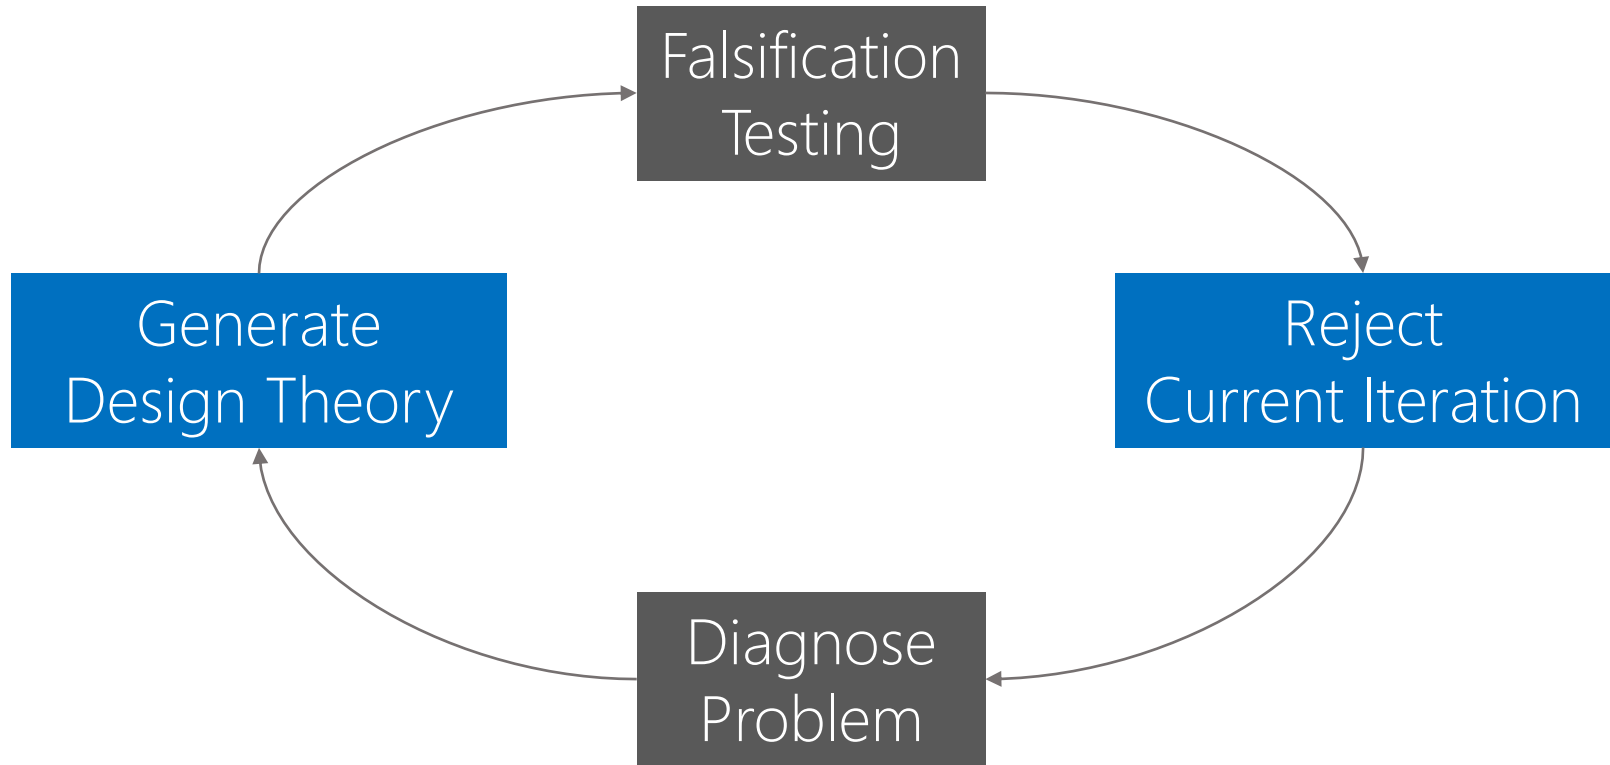 Falsification
Testing
Generate
Design Theory
Reject
Current Iteration
Diagnose
Problem